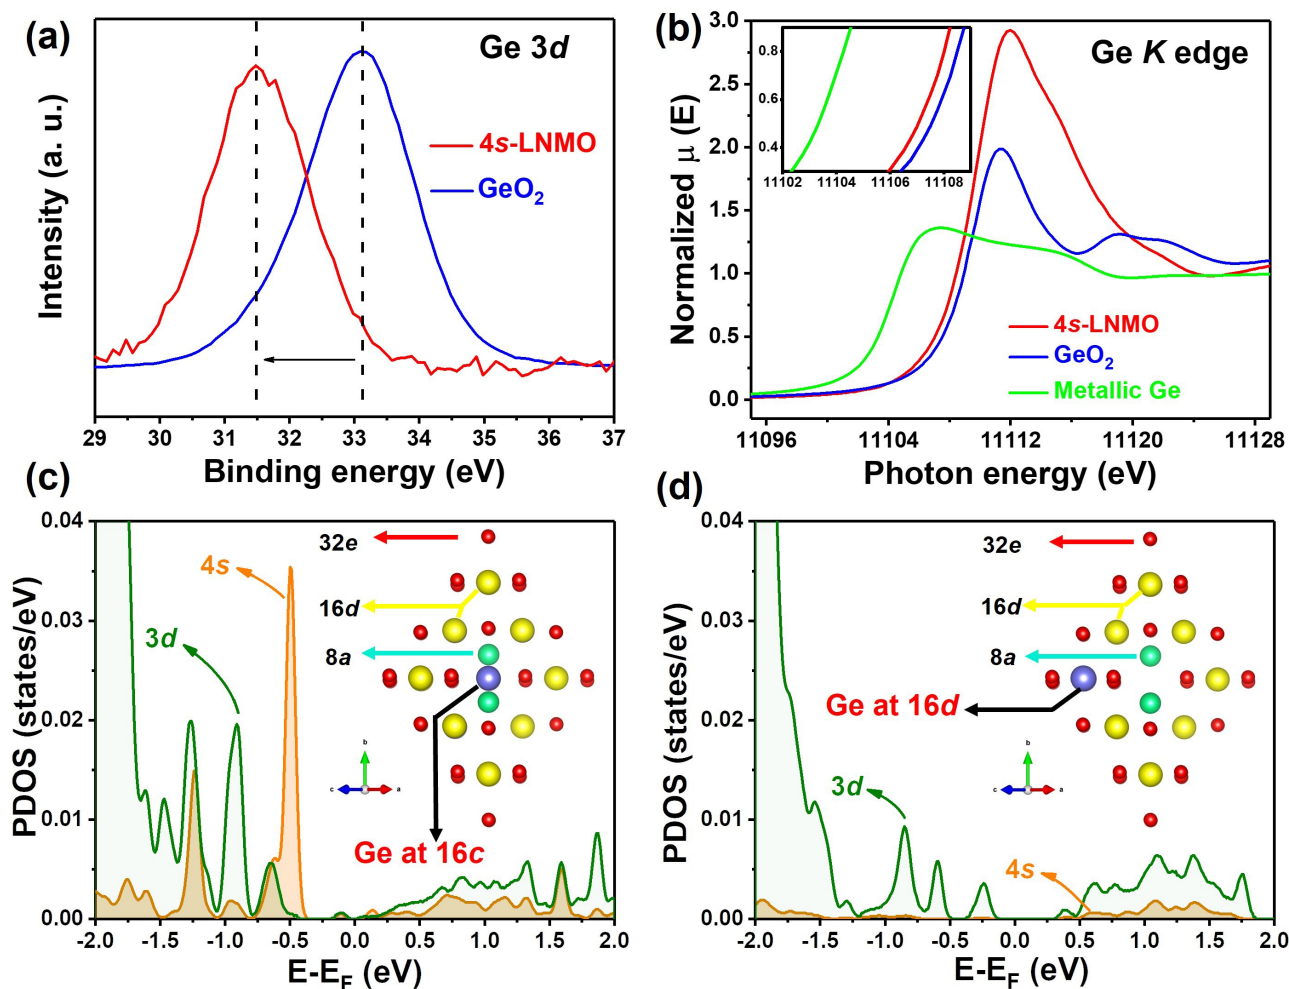 (a)
Ge 3d
4s-LNMO
GeO2
Intensity (a. u.)
29 30 31 32 33 34 35 36 37
Binding energy (eV)
(b)
Ge K edge
0.8
0.6
0.4
11102 11104 11106 11108
3.0
2.5
2.0
1.5
1.0
0.5
0.0
Normalized μ (E)
4s-LNMO
GeO2
Metallic Ge
11096 11104 11112 11120 11128
Photon energy (eV)
(c)
0.04
0.03
0.02
0.01
0.00
PDOS (states/eV)
4s
3d
32e
16d
8a
b
c
a
Ge at 16c
-2.0 -1.5 -1.0 -0.5 0.0 0.5 1.0 1.5 2.0
E-EF (eV)
(d)
0.04
0.03
0.02
0.01
0.00
PDOS (states/eV)
32e
16d
8a
Ge at 16d
b
c
a
3d
4s
-2.0 -1.5 -1.0 -0.5 0.0 0.5 1.0 1.5 2.0
E-EF (eV)